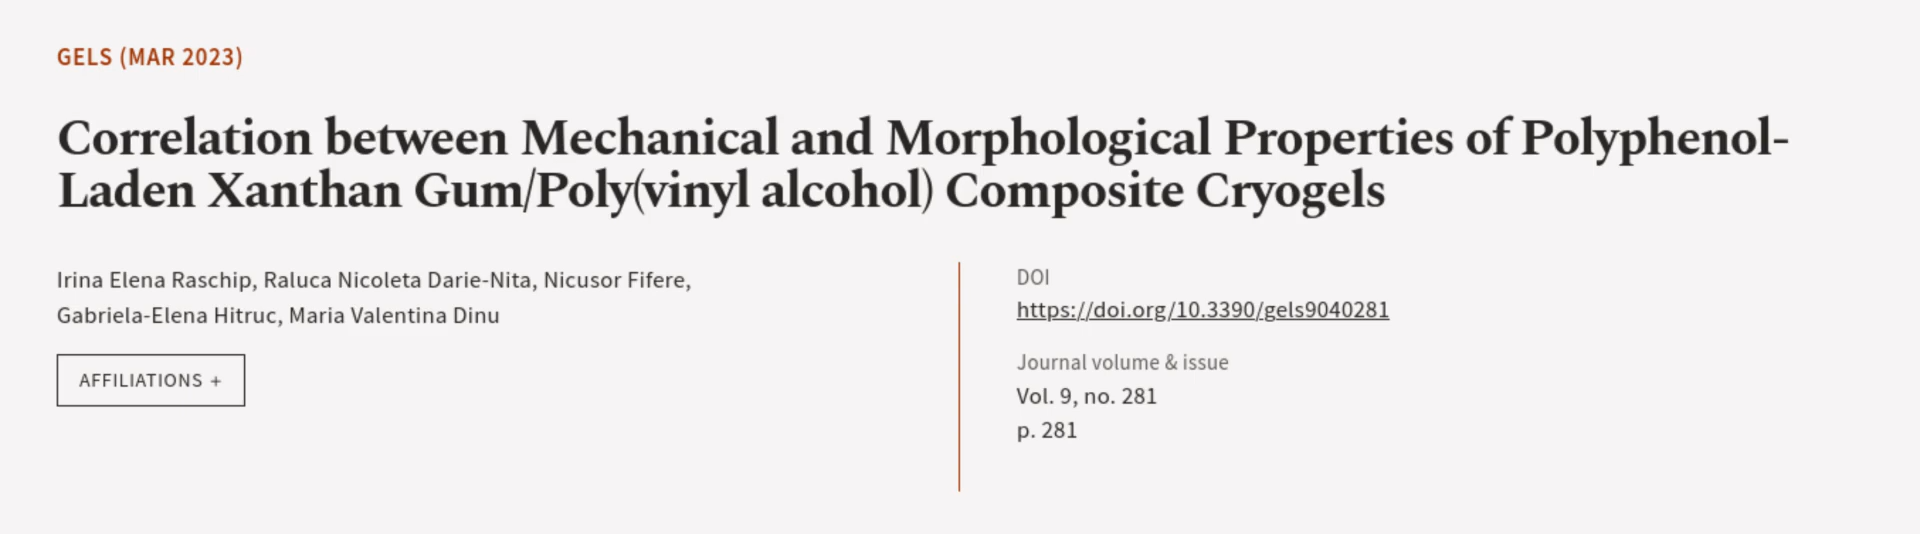 GELS (MAR 2023)
Correlation between Mechanical and Morphological Properties of Polyphenol-
Laden Xanthan Gum/Poly(vinyl alcohol) Composite Cryogels
Irina Elena Raschip, Raluca Nicoleta Darie-Nita, Nicusor Fifere,
Gabriela-Elena Hitruc, Maria Valentina Dinu
AFFILIATIONS +
DOI
https://doi.org/10.3390/gels9040281
Journal volume & issue
Vol. 9, no. 281
p. 281